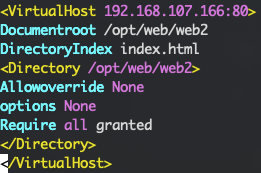 <VirtualHost 192.168.107.166:80>
Documentroot /opt/web/web2
DirectoryIndex index.html
<Directory /opt/web/web2>
Allowoverride None
options None
Require all granted
</Directory>
</VirtualHost>